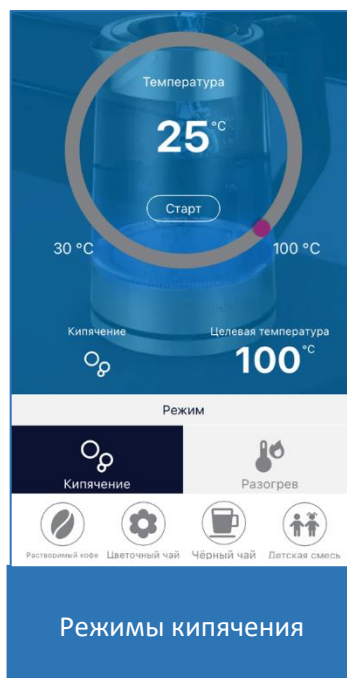 Температура
25°C
Старт
30 °C
100 °C
Кипячение
Целевая температура
100°C
Режим
Кипячение
Разогрев
Растворимый кофе
Цветочный чай
Чёрный чай
Детская смесь
Режимы кипячения